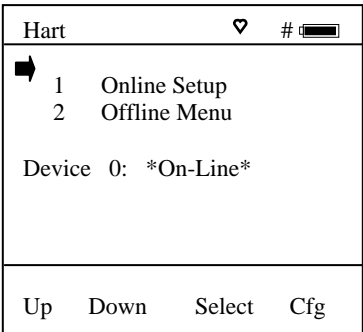 Hart ♡ #
1 Online Setup
2 Offline Menu
Device 0: *On-Line*
Up Down Select Cfg